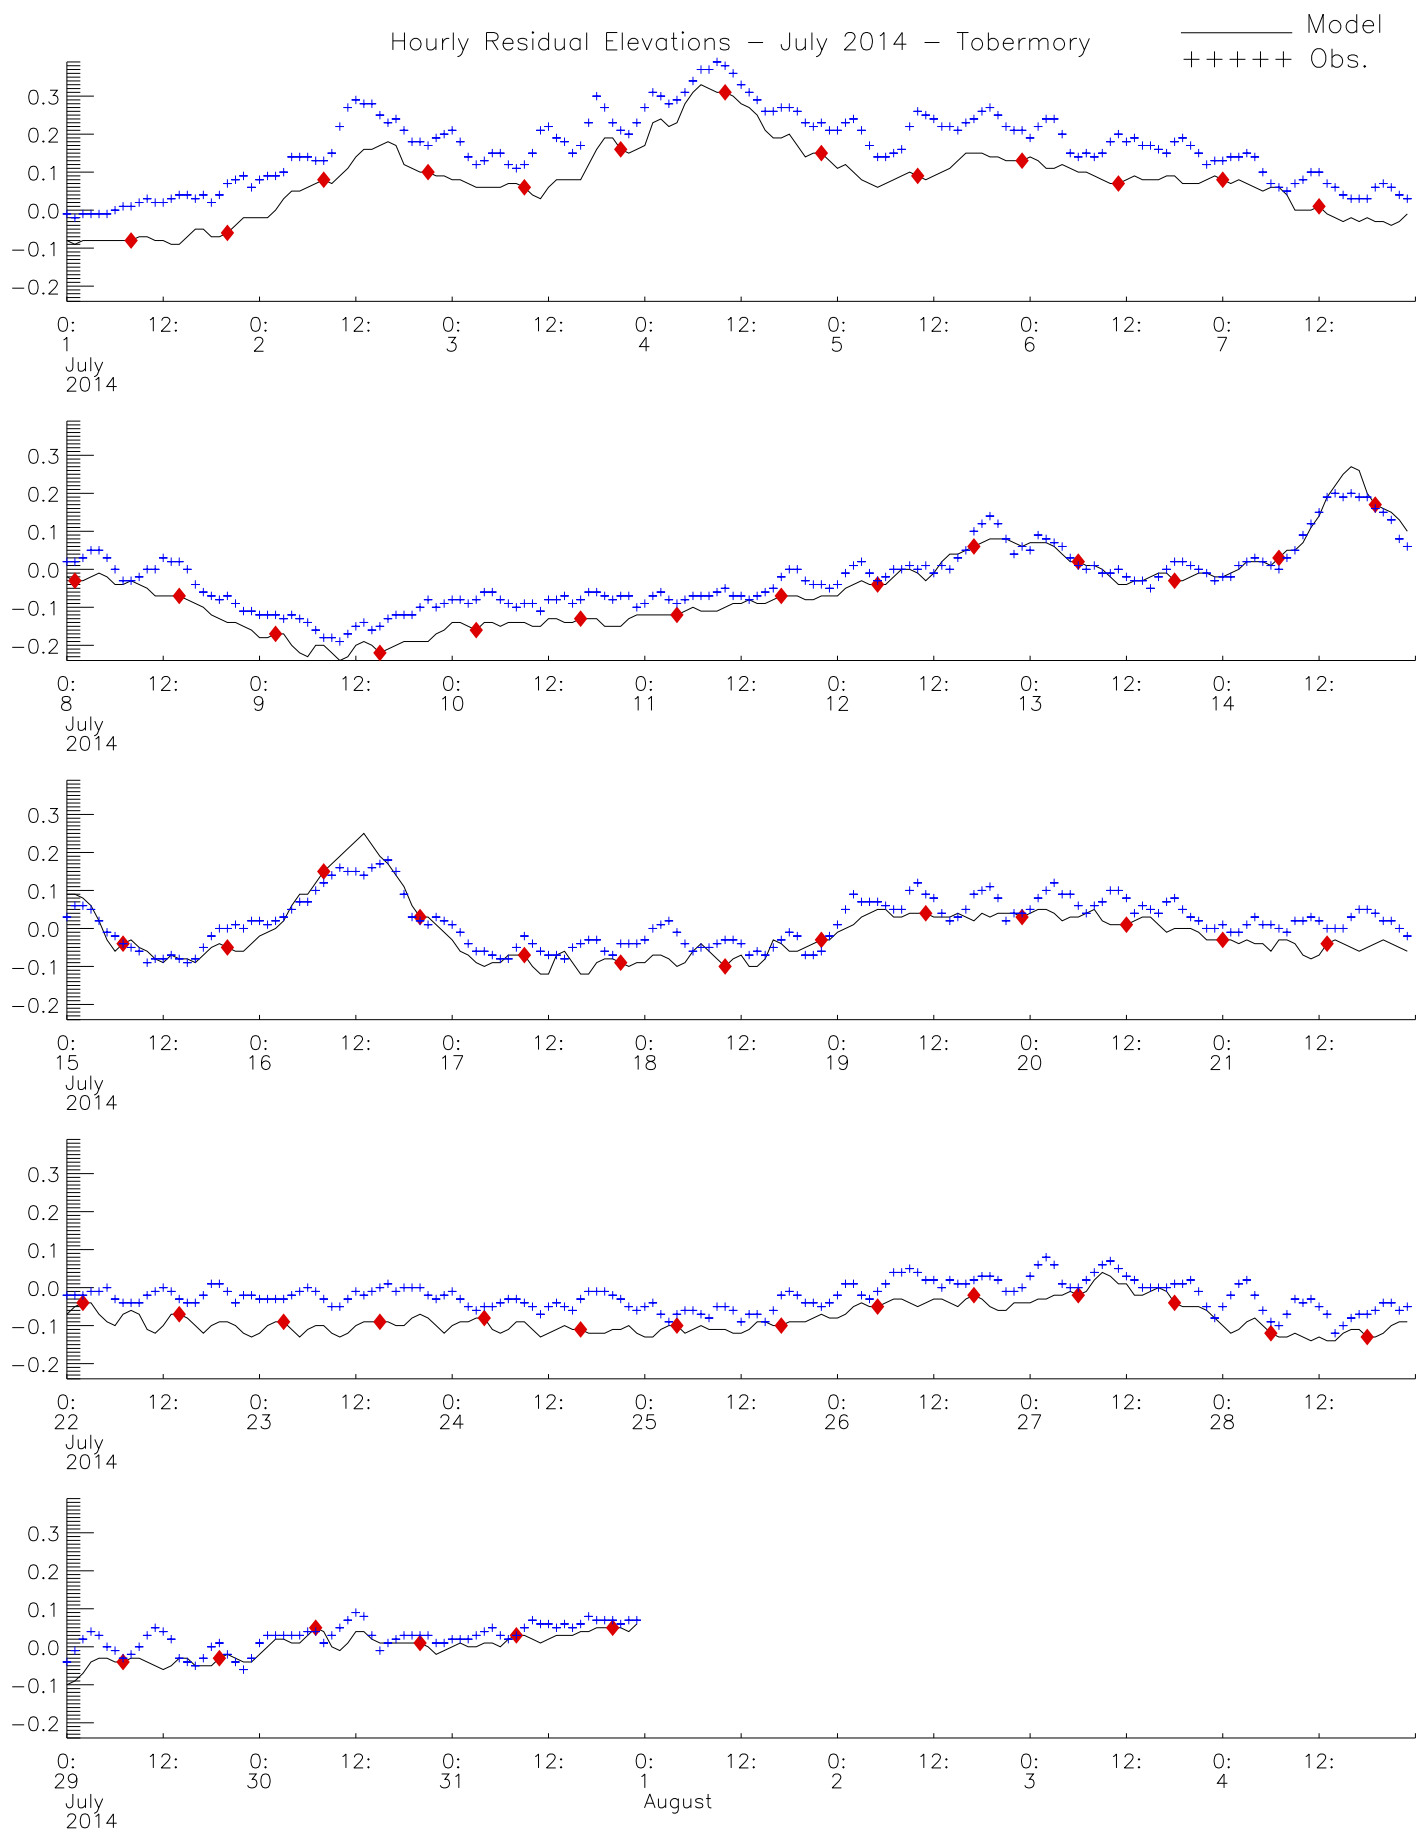 Model
Hourly Residual Elevations – July 2014 – Tobermory
+++++ Obs.
0.3
0.2
0.1
0.0
−0.1
−0.2
0: 12: 0: 12: 0: 12: 0: 12: 0: 12: 0: 12: 0: 12:
1 2 3 4 5 6 7
July
2014
0.3
0.2
0.1
0.0
−0.1
−0.2
0: 12: 0: 12: 0: 12: 0: 12: 0: 12: 0: 12: 0: 12:
8 9 10 11 12 13 14
July
2014
0.3
0.2
0.1
0.0
−0.1
−0.2
0: 12: 0: 12: 0: 12: 0: 12: 0: 12: 0: 12: 0: 12:
15 16 17 18 19 20 21
July
2014
0.3
0.2
0.1
0.0
−0.1
−0.2
0: 12: 0: 12: 0: 12: 0: 12: 0: 12: 0: 12: 0: 12:
22 23 24 25 26 27 28
July
2014
0.3
0.2
0.1
0.0
−0.1
−0.2
0: 12: 0: 12: 0: 12: 0: 12: 0: 12: 0: 12: 0: 12:
29 30 31 1 2 3 4
July August
2014